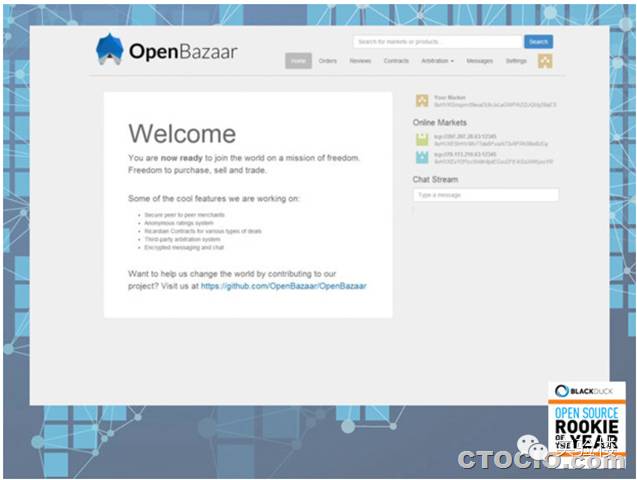 OpenBazaar
Search for markets or products...
Search
Home Orders Reviews Contracts Arbitration Messages Settings
Welcome
You are now ready to join the world on a mission of freedom.
Freedom to purchase, sell and trade.
Some of the cool features we are working on:
Secure peer to peer merchants
Anonymous ratings system
Ricardian Contracts for various types of deals
Third-party arbitration system
Encrypted messaging and chat
Want to help us change the world by contributing to our
project? Visit us at https://github.com/OpenBazaar/OpenBazaar
Your Market
Online Markets
Chat Stream
Type a message
BLACKDUCK
OPEN SOURCE
ROOKIE
OF THE YEAR
CTOCIO.com